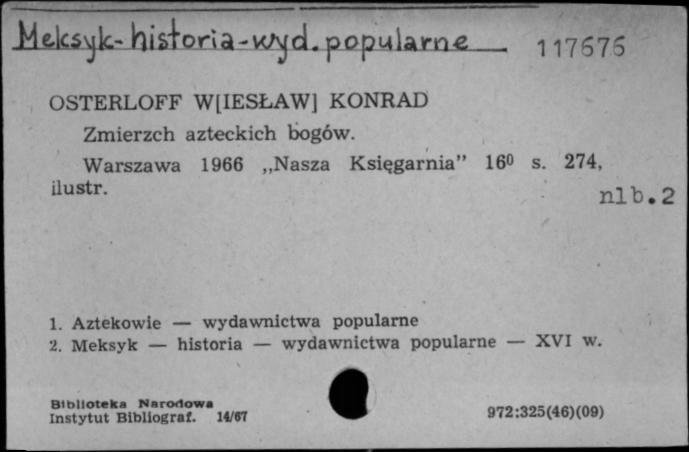 Meksyk-historia-wyd. popularne
117676
OSTERLOFF W[IESŁAW] KONRAD
Zmierzch azteckich bogów.
Warszawa 1966 „Nasza Księgarnia” 16⁰ s. 274,
ilustr.
nlb.2
1. Aztekowie — wydawnictwa popularne
2. Meksyk — historia — wydawnictwa popularne — XVI w.
Biblioteka Narodowa
Instytut Bibliograf. 14/67
972:325(46)(09)